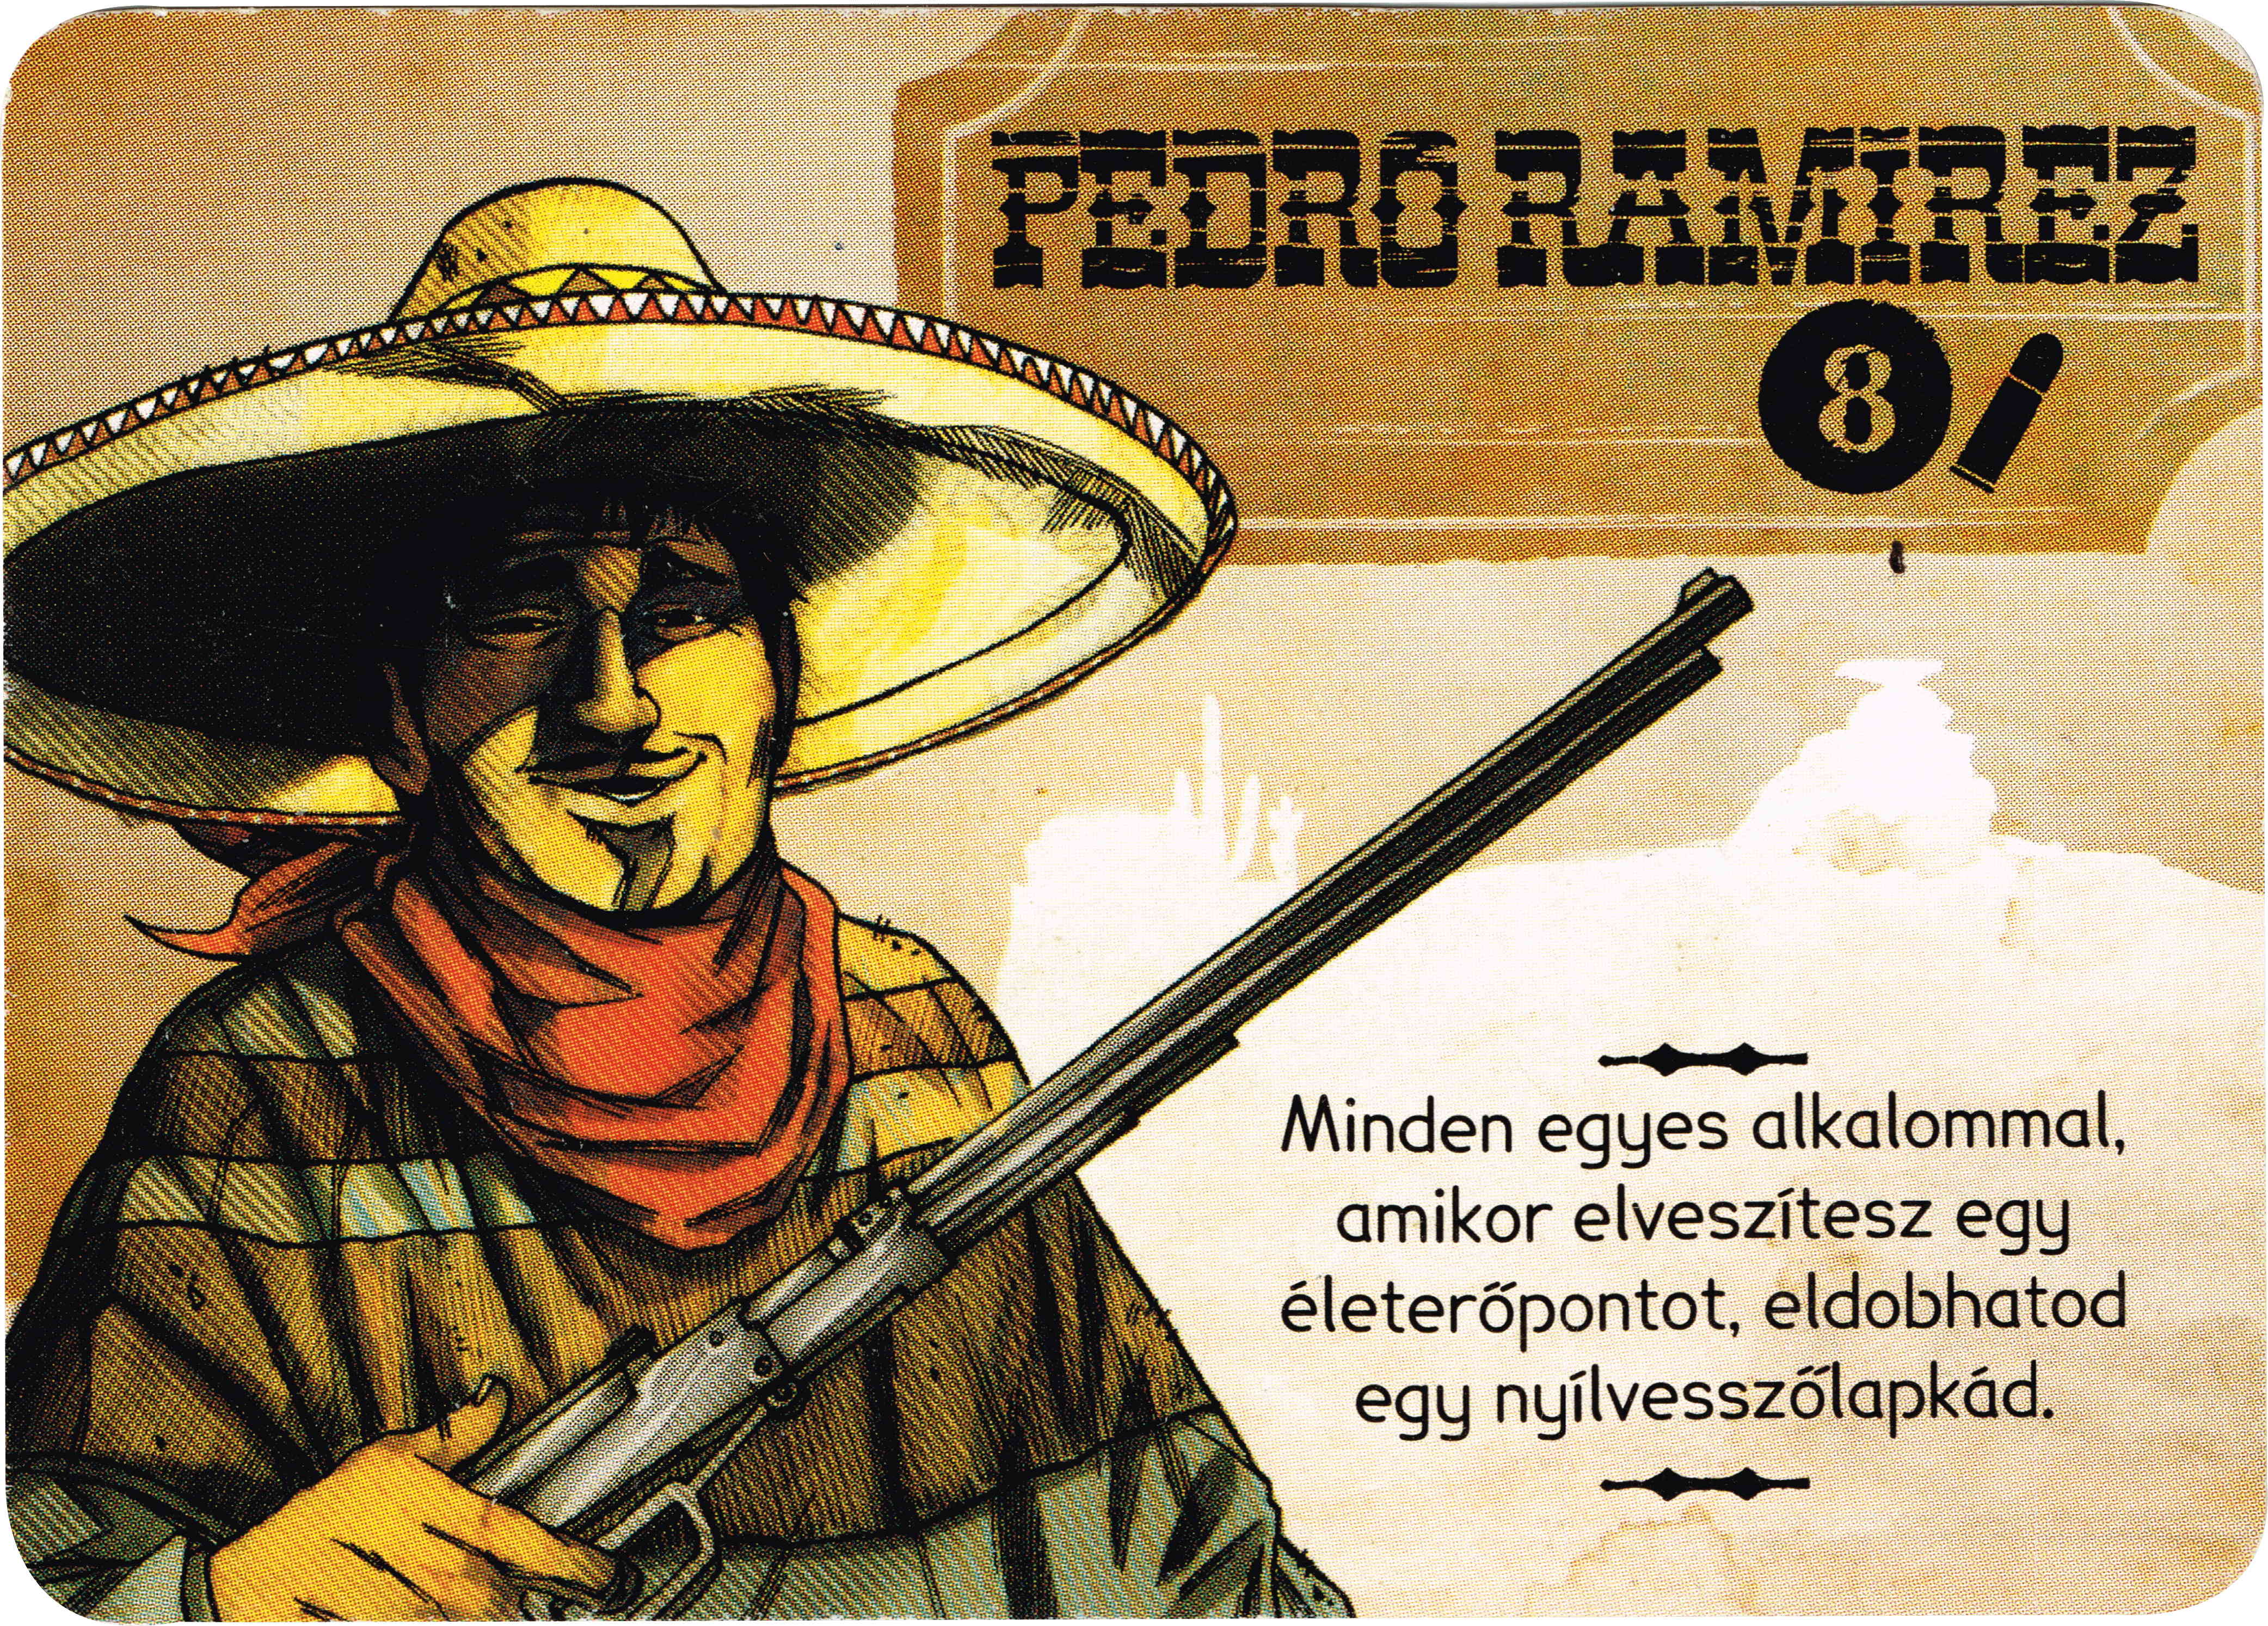 PEDRO RAMIREZ
8
Minden egyes alkalommal,
amikor elveszítesz egy
életerőpontot, eldobhatod
egy nyílvesszőlapkád.